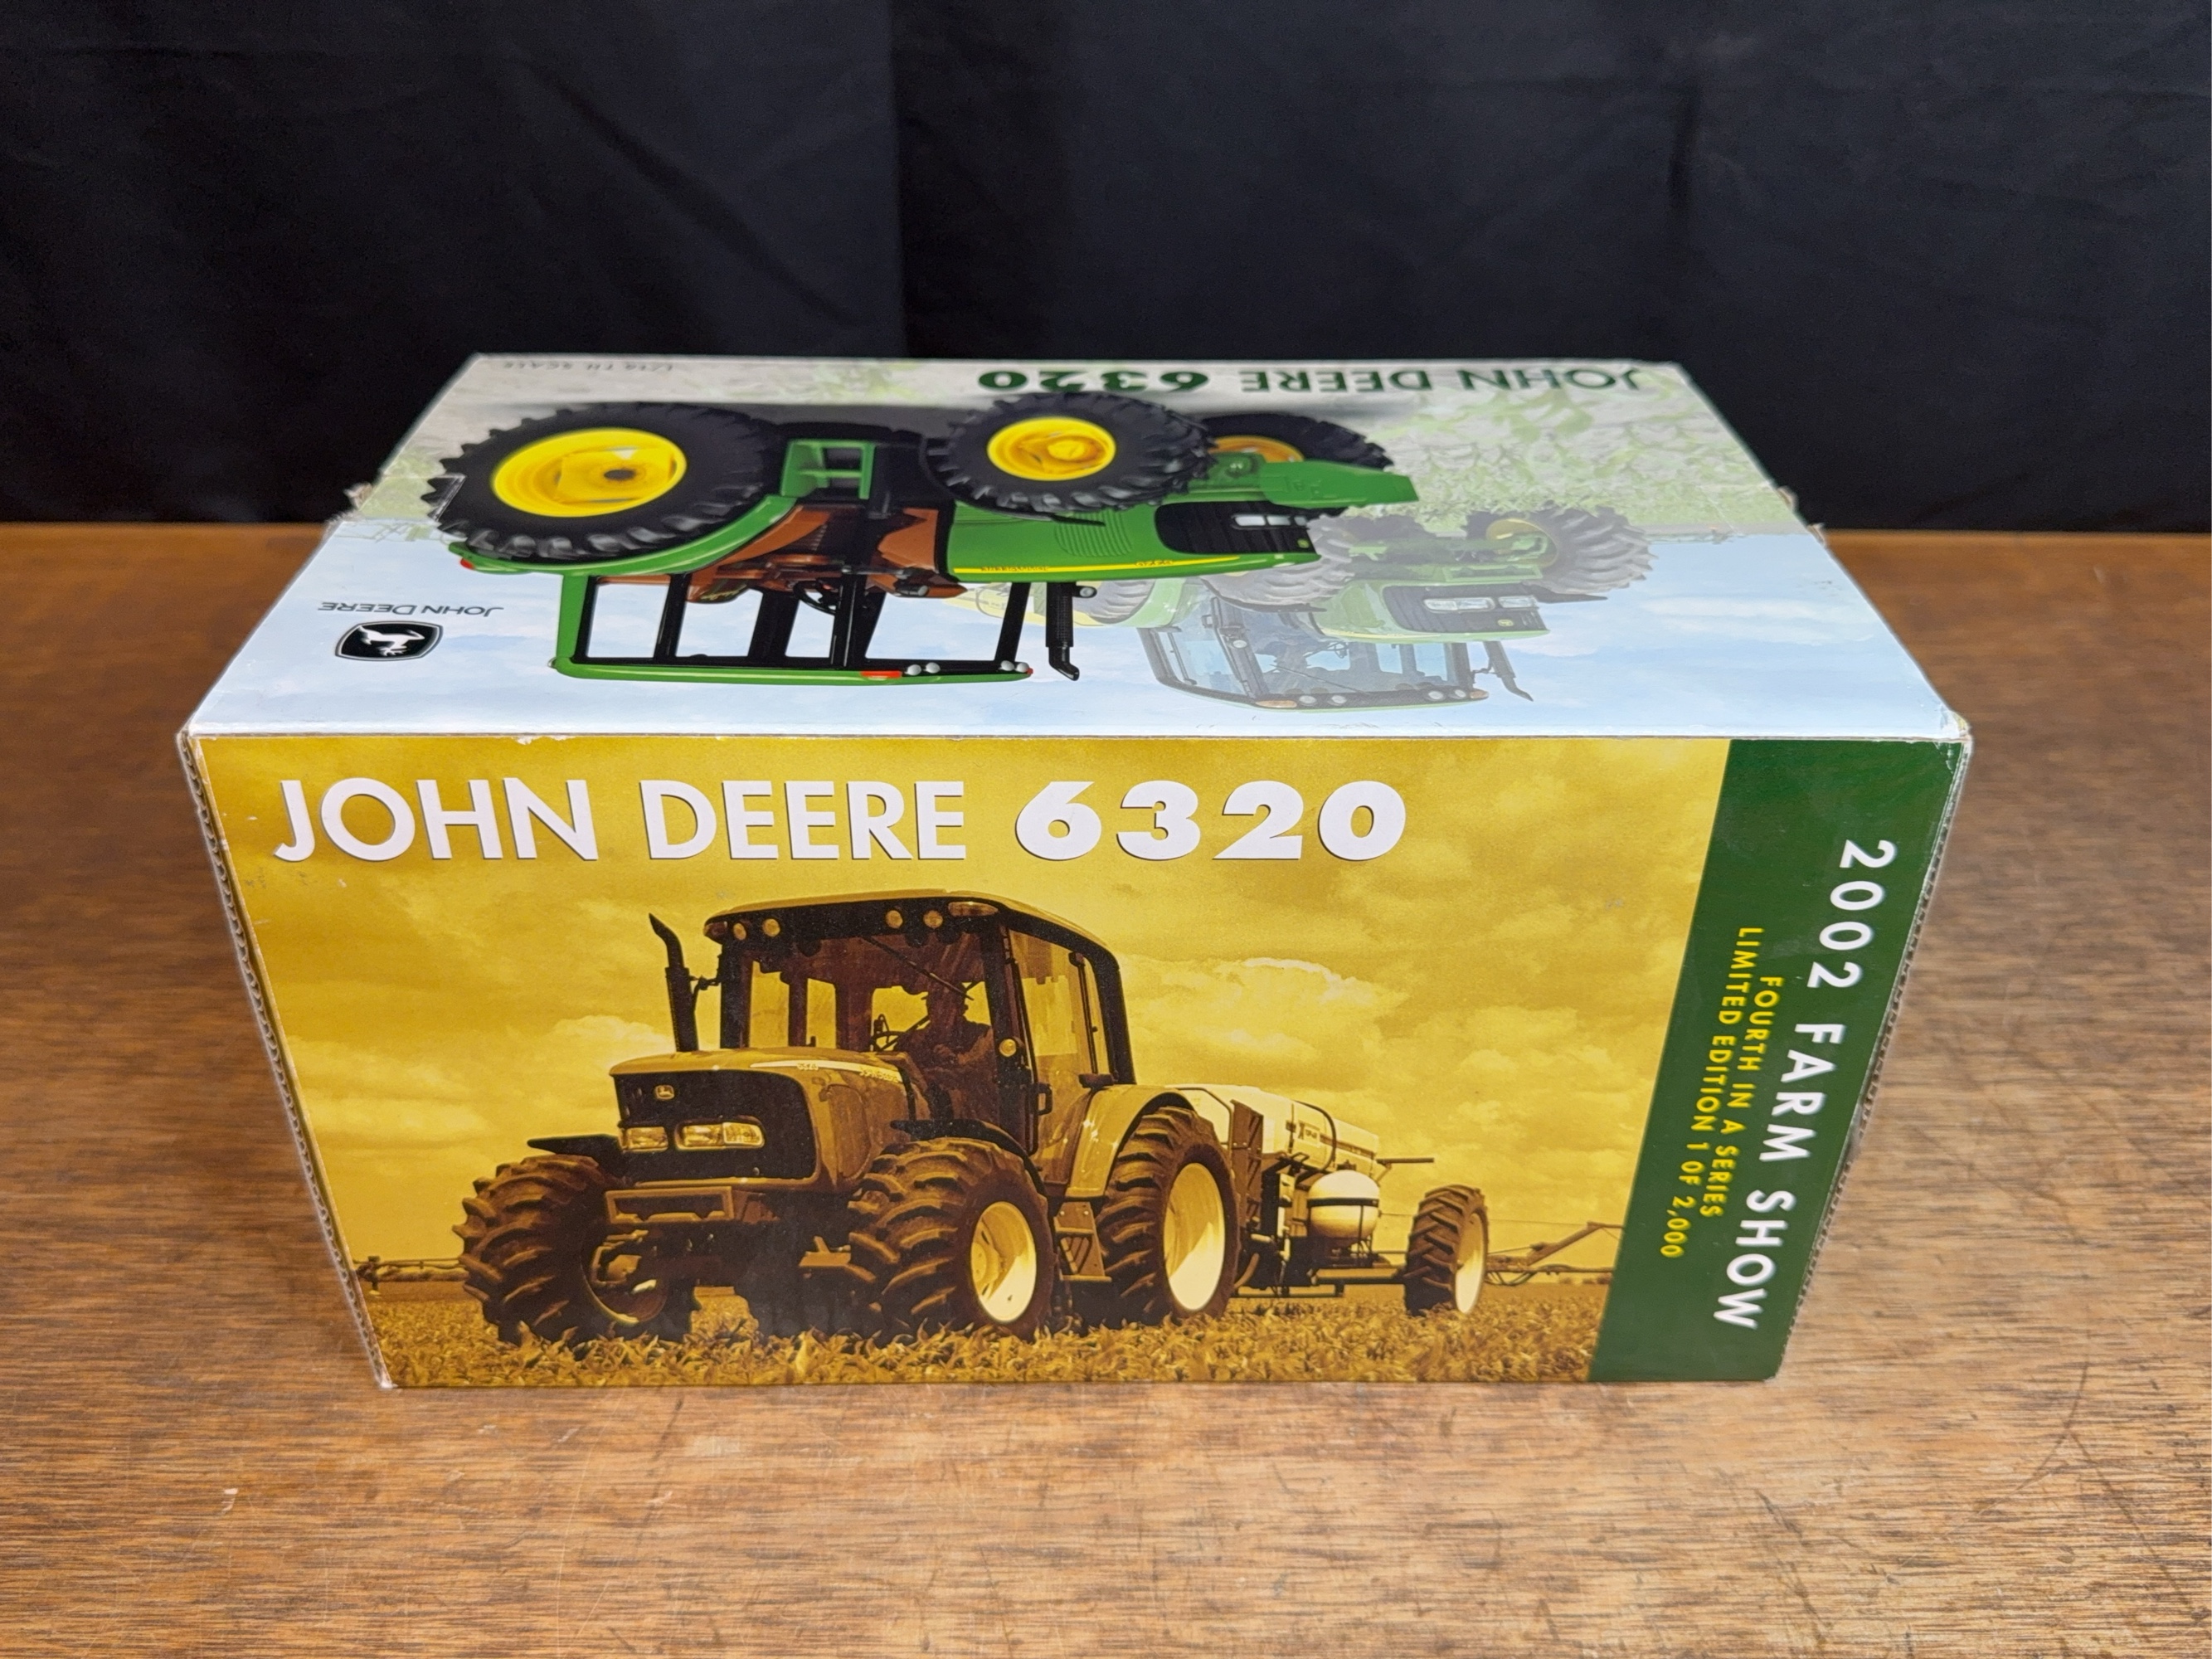 JOHN DEERE 6320
1/16 TH SCALE
JOHN DEERE
JOHN DEERE 6320
2002 FARM SHOW
FOURTH IN A SERIES
LIMITED EDITION 1 OF 2,000